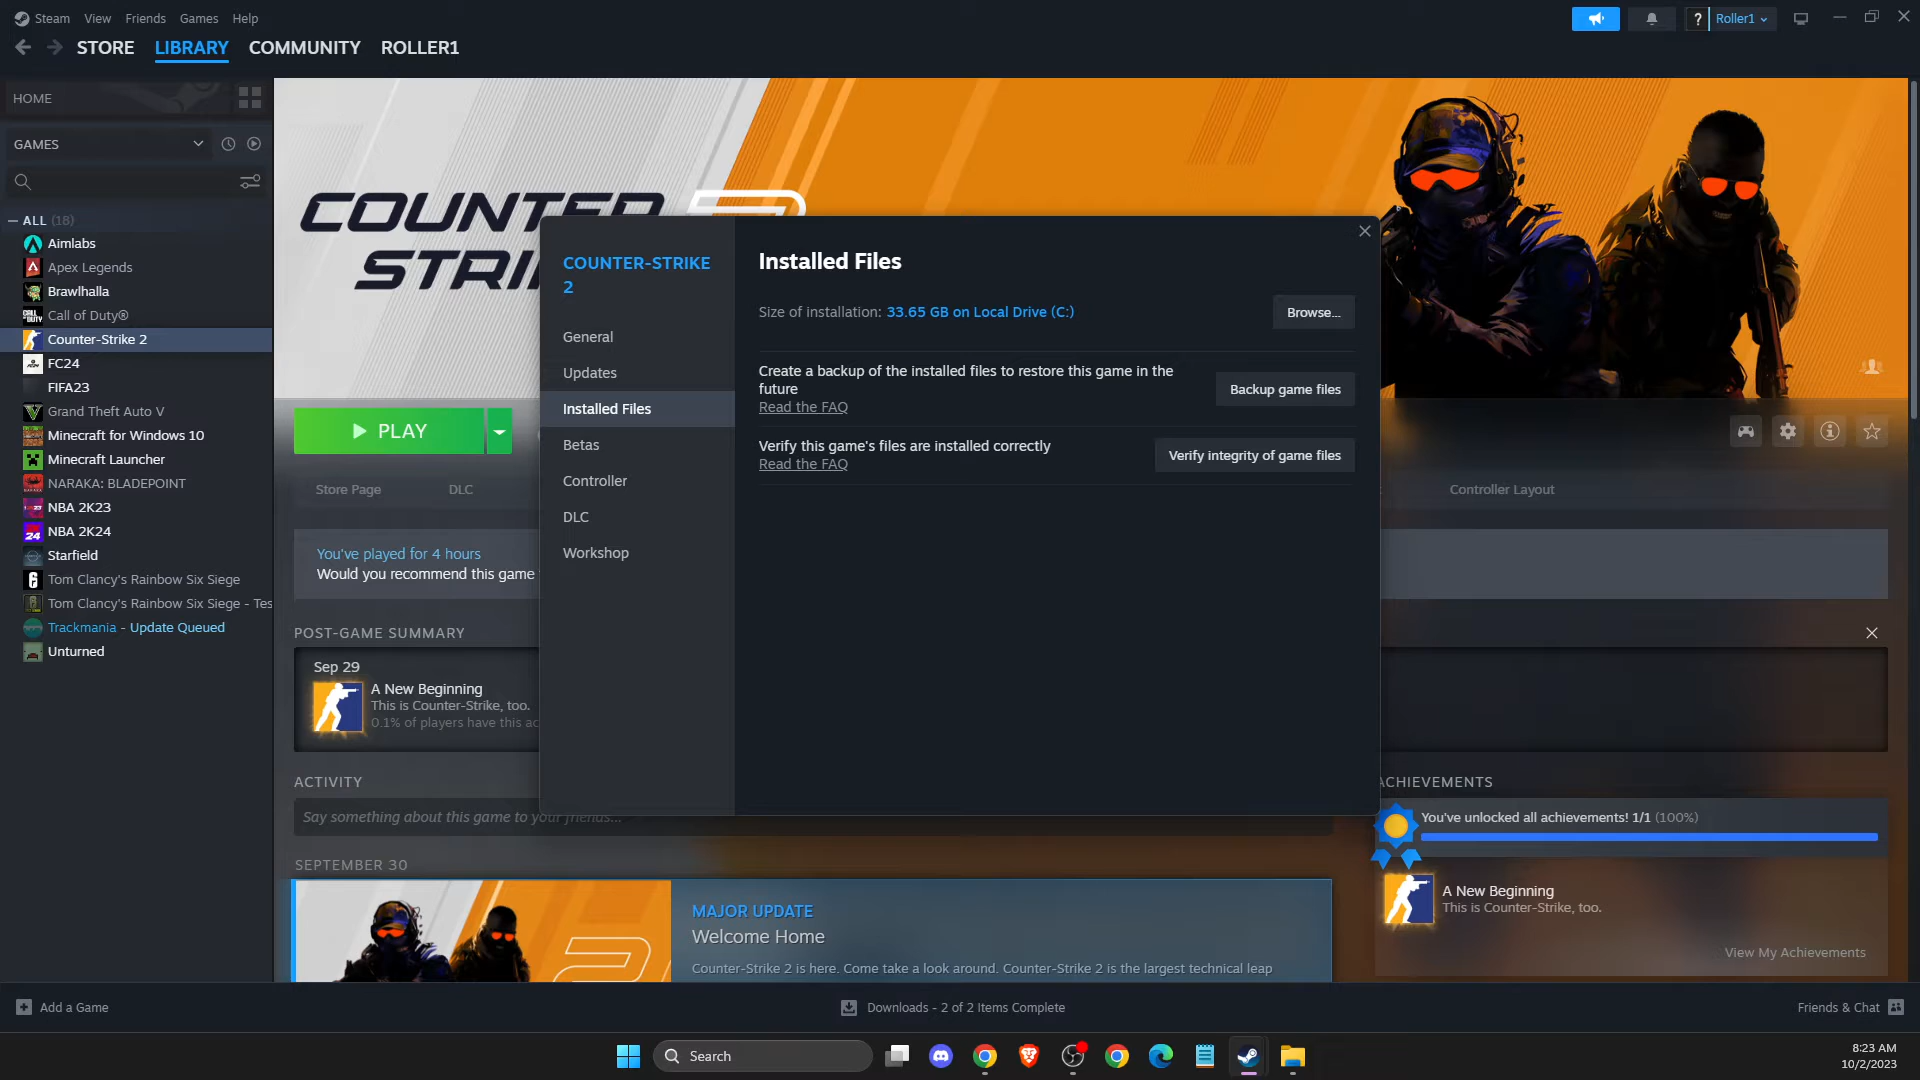 Steam View Friends Games Help
Roller1
STORE LIBRARY COMMUNITY ROLLER1
HOME
GAMES
ALL (18)
Aimlabs
Apex Legends
Brawlhalla
Call of Duty®
Counter-Strike 2
FC24
FIFA23
Grand Theft Auto V
Minecraft for Windows 10
Minecraft Launcher
NARAKA: BLADEPOINT
NBA 2K23
NBA 2K24
Starfield
Tom Clancy's Rainbow Six Siege
Tom Clancy's Rainbow Six Siege - Tes
Trackmania - Update Queued
Unturned
COUNTER
STRI
PLAY
Store Page DLC
Controller Layout
You've played for 4 hours
Would you recommend this game
POST-GAME SUMMARY
Sep 29
A New Beginning
This is Counter-Strike, too.
0.1% of players have this ac
ACTIVITY
Say something about this game to your friends...
SEPTEMBER 30
MAJOR UPDATE
Welcome Home
Counter-Strike 2 is here. Come take a look around. Counter-Strike 2 is the largest technical leap
COUNTER-STRIKE
2
General
Updates
Installed Files
Betas
Controller
DLC
Workshop
Installed Files
Size of installation: 33.65 GB on Local Drive (C:)
Browse...
Create a backup of the installed files to restore this game in the
future
Read the FAQ
Backup game files
Verify this game's files are installed correctly
Read the FAQ
Verify integrity of game files
ACHIEVEMENTS
You've unlocked all achievements! 1/1 (100%)
A New Beginning
This is Counter-Strike, too.
View My Achievements
Add a Game
Downloads - 2 of 2 Items Complete
Friends & Chat
Search
8:23 AM
10/2/2023